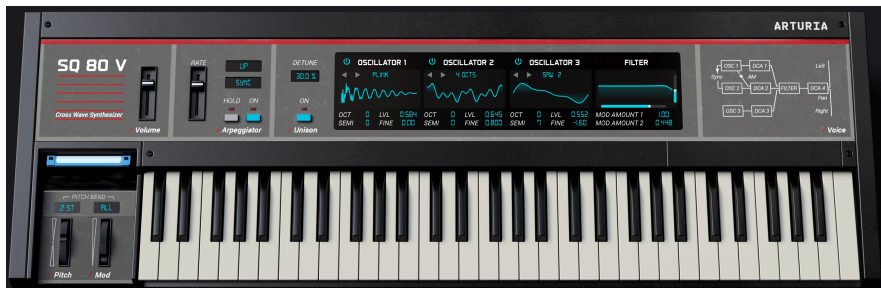 ARTURIA
SQ 80 V
Cross Wave Synthesizer
Volume
RATE
UP
SYNC
HOLD ON
Arpeggiator
DETUNE
30.0 %
ON
Unison
OSCILLATOR 1
PLINK
OCT 0 LVL 0.584
SEMI 0 FINE 0.00
OSCILLATOR 2
4 OCTS
OCT 0 LVL 0.645
SEMI 0 FINE 0.800
OSCILLATOR 3
SAW 2
OCT 0 LVL 0.552
SEMI 7 FINE -1.60
FILTER
MOD AMOUNT 1 1.00
MOD AMOUNT 2 0.448
OSC 1 DCA 1 Left
Sync AM
OSC 2 DCA 2 FILTER DCA 4
Pan
OSC 3 DCA 3 Right
Voice
PITCH BEND
2 ST ALL
Pitch Mod